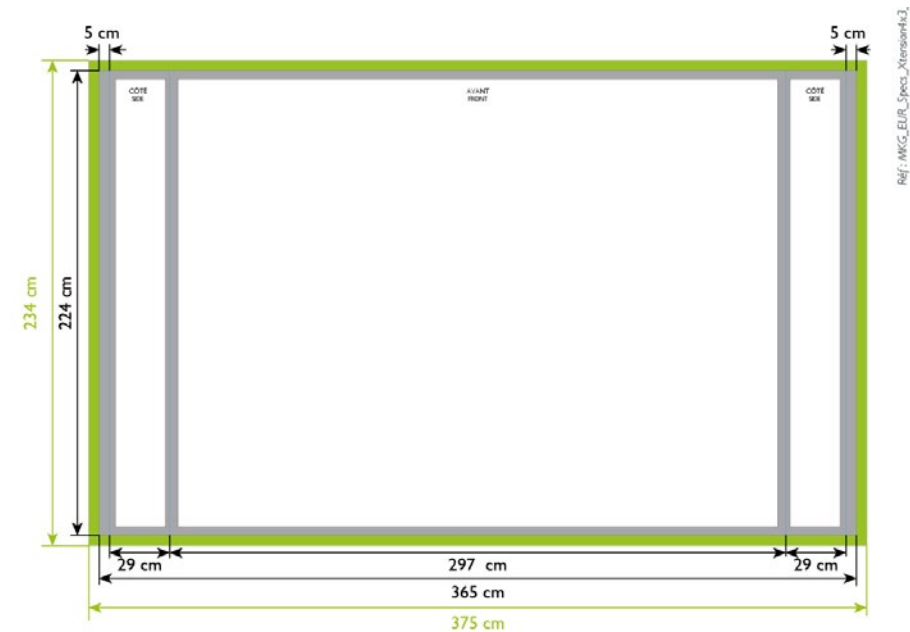 5 cm
5 cm
Réf : MKG_EUR_Specs_Xtension4x3_
CÔTÉ
SIDE
AVANT
FRONT
CÔTÉ
SIDE
234 cm
224 cm
29 cm
297 cm
29 cm
365 cm
375 cm